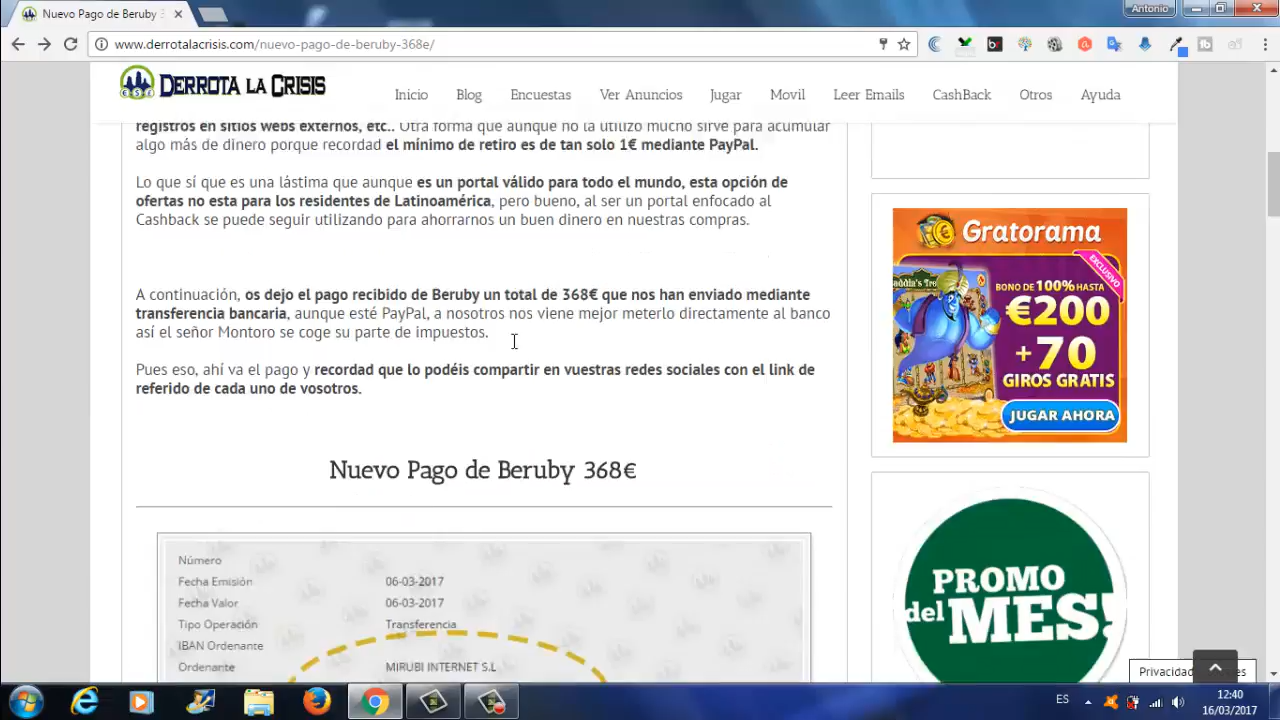 Nuevo Pago de Beruby
Antonio
www.derrotalacrisis.com/nuevo-pago-de-beruby-368e/
DERROTA LA CRISIS
Inicio Blog Encuestas Ver Anuncios Jugar Movil Leer Emails CashBack Otros Ayuda
registros en sitios webs externos, etc.. Otra forma que aunque no la utilizo mucho sirve para acumular
algo más de dinero porque recordad el mínimo de retiro es de tan solo 1€ mediante PayPal.
Lo que sí que es una lástima que aunque es un portal válido para todo el mundo, esta opción de
ofertas no esta para los residentes de Latinoamérica, pero bueno, al ser un portal enfocado al
Cashback se puede seguir utilizando para ahorrarnos un buen dinero en nuestras compras.
A continuación, os dejo el pago recibido de Beruby un total de 368€ que nos han enviado mediante
transferencia bancaria, aunque esté PayPal, a nosotros nos viene mejor meterlo directamente al banco
así el señor Montoro se coge su parte de impuestos.
Pues eso, ahí va el pago y recordad que lo podéis compartir en vuestras redes sociales con el link de
referido de cada uno de vosotros.
Nuevo Pago de Beruby 368€
Número
Fecha Emisión 06-03-2017
Fecha Valor 06-03-2017
Tipo Operación Transferencia
IBAN Ordenante
Ordenante MIRUBI INTERNET S.L
Gratorama
EXCLUSIVO
BONO DE 100% HASTA
€200
+70
GIROS GRATIS
JUGAR AHORA
PROMO
del MES!
Privacidad
ES
12:40
16/03/2017